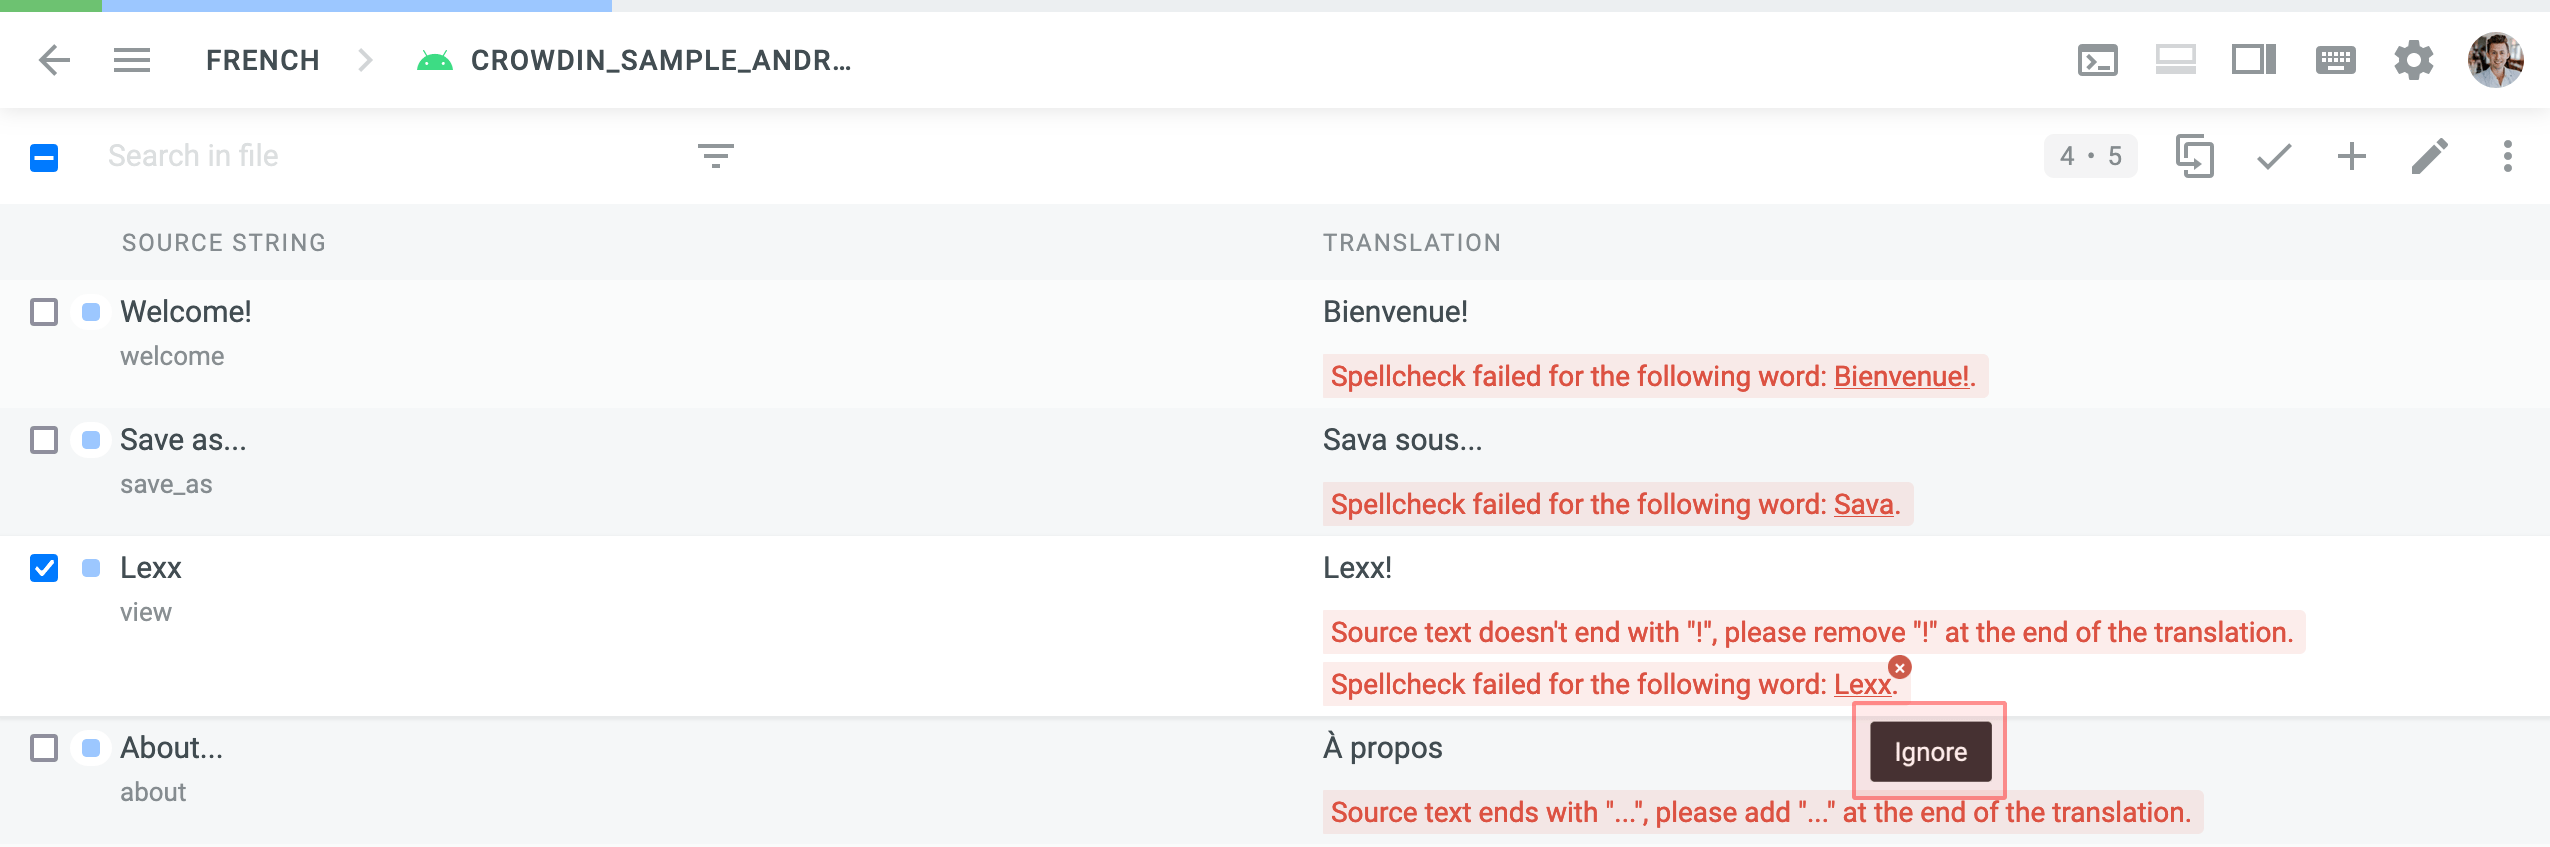 FRENCH
CROWDIN_SAMPLE_ANDR...
Search in file
4 • 5
SOURCE STRING
TRANSLATION
Welcome!
Bienvenue!
welcome
Spellcheck failed for the following word: Bienvenue!.
Save as...
Sava sous...
save_as
Spellcheck failed for the following word: Sava.
Lexx
Lexx!
view
Source text doesn't end with "!", please remove "!" at the end of the translation.
Spellcheck failed for the following word: Lexx.
About...
À propos
Ignore
about
Source text ends with "...", please add "..." at the end of the translation.